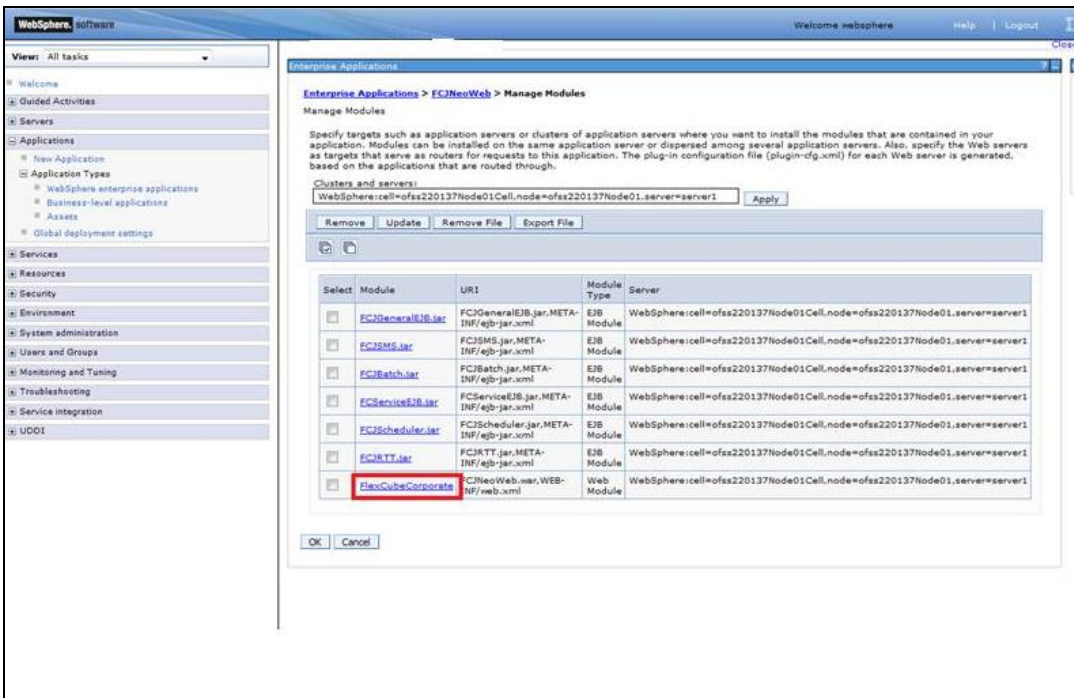 WebSphere. software
Welcome websphere
Help | Logout
Close
View: All tasks
Welcome
Guided Activities
Servers
Applications
New Application
Application Types
WebSphere enterprise applications
Business-level applications
Assets
Global deployment settings
Services
Resources
Security
Environment
System administration
Users and Groups
Monitoring and Tuning
Troubleshooting
Service integration
UDDI
Enterprise Applications
Enterprise Applications > FCJNeoWeb > Manage Modules
Manage Modules
Specify targets such as application servers or clusters of application servers where you want to install the modules that are contained in your
application. Modules can be installed on the same application server or dispersed among several application servers. Also, specify the Web servers
as targets that serve as routers for requests to this application. The plug-in configuration file (plugin-cfg.xml) for each Web server is generated,
based on the applications that are routed through.
Clusters and servers:
WebSphere:cell=ofss220137Node01Cell,node=ofss220137Node01,server=server1
Apply
Remove Update Remove File Export File
Select Module URI Module Type Server
FCJGeneralEJB.jar FCJGeneralEJB.jar,META- EJB WebSphere:cell=ofss220137Node01Cell,node=ofss220137Node01,server=server1
INF/ejb-jar.xml Module
FCJSMS.jar FCJSMS.jar,META- EJB WebSphere:cell=ofss220137Node01Cell,node=ofss220137Node01,server=server1
INF/ejb-jar.xml Module
FCJBatch.jar FCJBatch.jar,META- EJB WebSphere:cell=ofss220137Node01Cell,node=ofss220137Node01,server=server1
INF/ejb-jar.xml Module
FCServiceEJB.jar FCServiceEJB.jar,META- EJB WebSphere:cell=ofss220137Node01Cell,node=ofss220137Node01,server=server1
INF/ejb-jar.xml Module
FCJScheduler.jar FCJScheduler.jar,META- EJB WebSphere:cell=ofss220137Node01Cell,node=ofss220137Node01,server=server1
INF/ejb-jar.xml Module
FCJRTT.jar FCJRTT.jar,META- EJB WebSphere:cell=ofss220137Node01Cell,node=ofss220137Node01,server=server1
INF/ejb-jar.xml Module
FlexCubeCorporate FCJNeoWeb.war,WEB- Web WebSphere:cell=ofss220137Node01Cell,node=ofss220137Node01,server=server1
INF/web.xml Module
OK Cancel